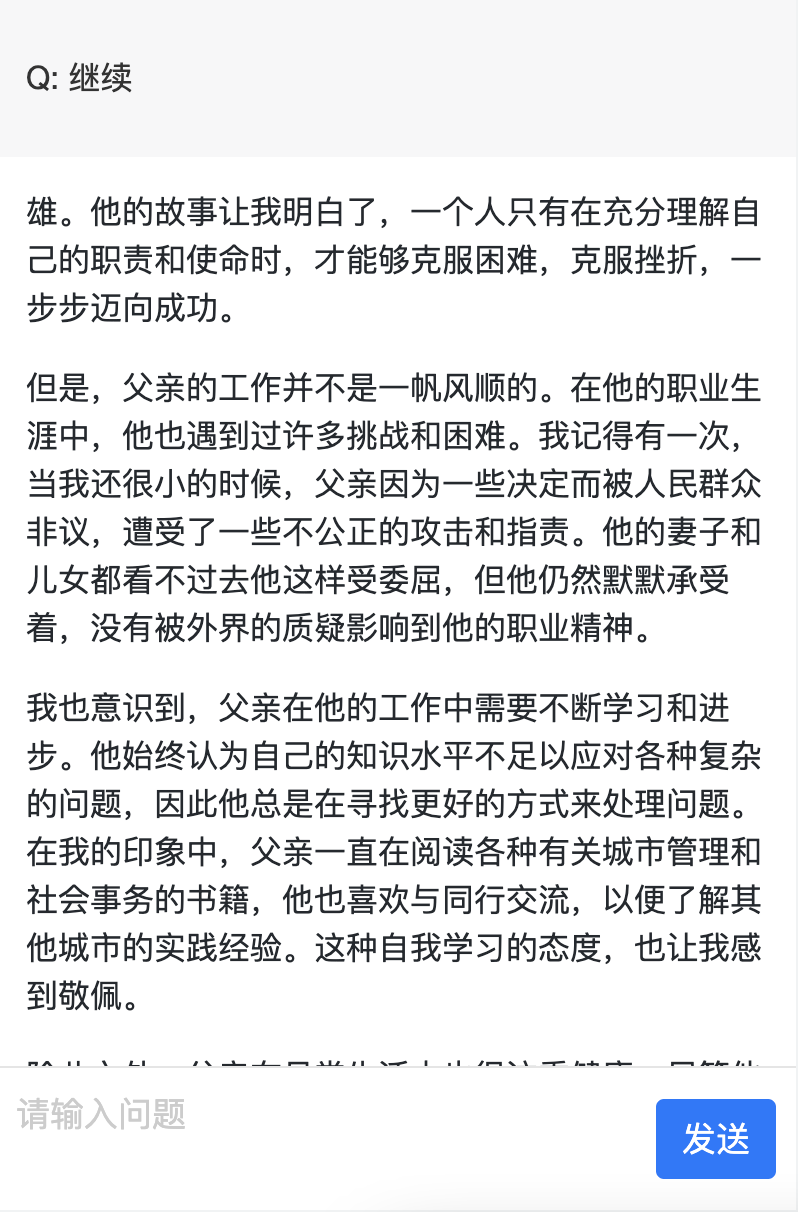 Q: 继续
雄。他的故事让我明白了，一个人只有在充分理解自
己的职责和使命时，才能够克服困难，克服挫折，一
步步迈向成功。
但是，父亲的工作并不是一帆风顺的。在他的职业生
涯中，他也遇到过许多挑战和困难。我记得有一次，
当我还很小的时候，父亲因为一些决定而被人民群众
非议，遭受了一些不公正的攻击和指责。他的妻子和
儿女都看不过去他这样受委屈，但他仍然默默承受
着，没有被外界的质疑影响到他的职业精神。
我也意识到，父亲在他的工作中需要不断学习和进
步。他始终认为自己的知识水平不足以应对各种复杂
的问题，因此他总是在寻找更好的方式来处理问题。
在我的印象中，父亲一直在阅读各种有关城市管理和
社会事务的书籍，他也喜欢与同行交流，以便了解其
他城市的实践经验。这种自我学习的态度，也让我感
到敬佩。
请输入问题
发送